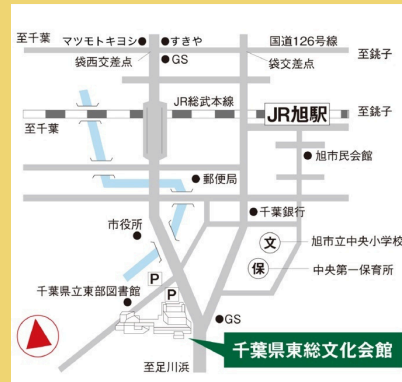 至千葉
マツモトキヨシ
すきや
国道126号線
至銚子
袋西交差点
GS
袋交差点
JR総武本線
JR旭駅
至銚子
至千葉
旭市民会館
郵便局
千葉銀行
市役所
文
旭市立中央小学校
保
中央第一保育所
P
P
千葉県立東部図書館
GS
千葉県東総文化会館
至足川浜